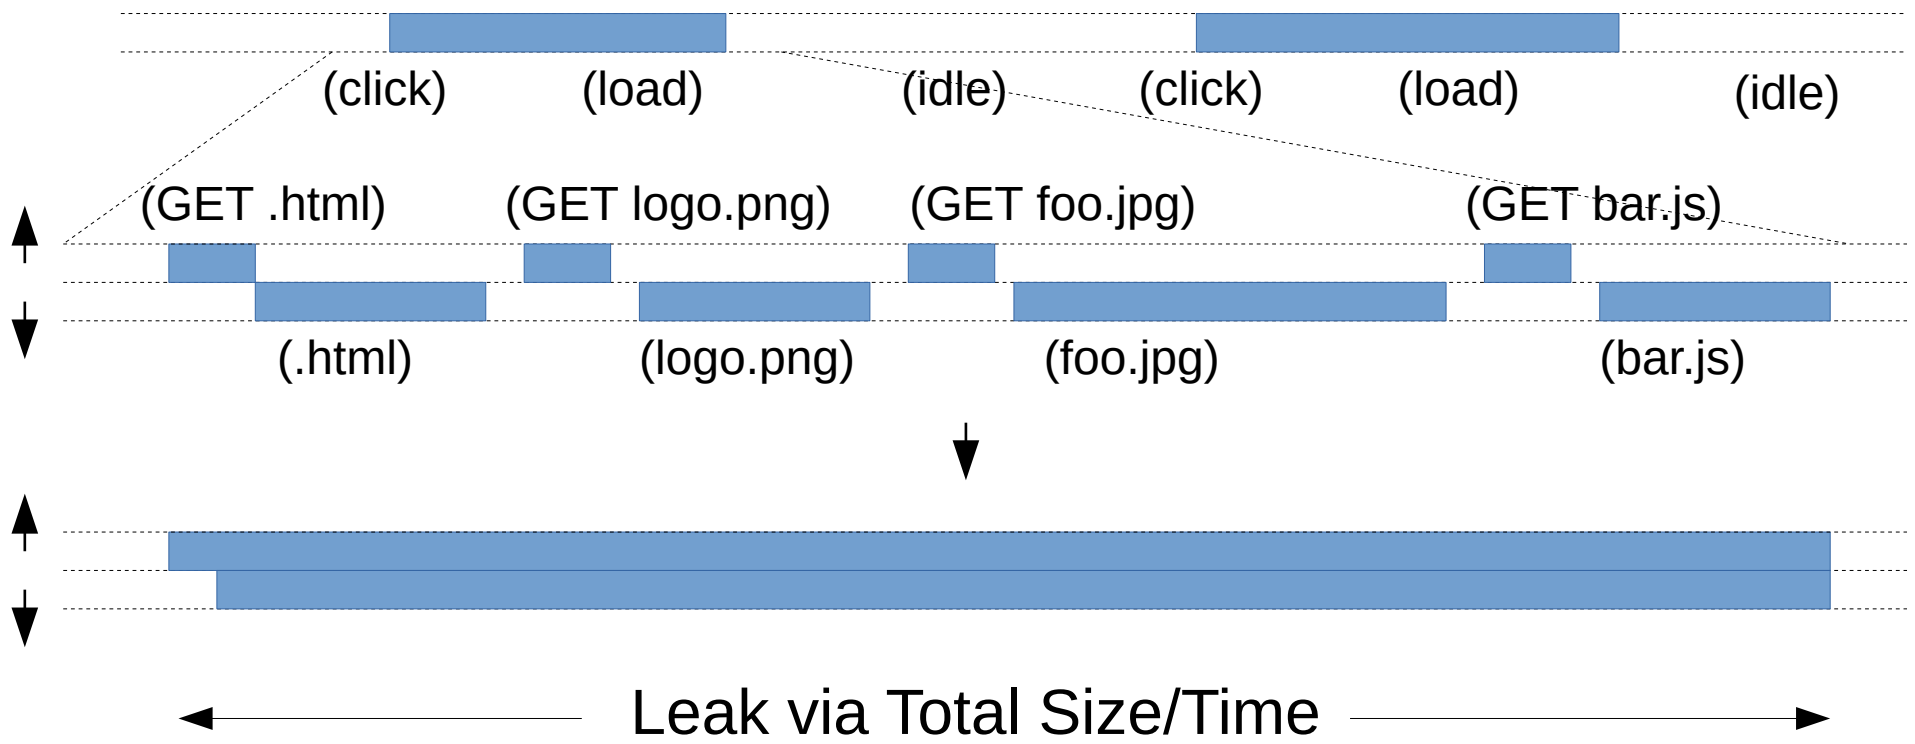 (click) (load) (idle) (click) (load) (idle)
(GET .html) (GET logo.png) (GET foo.jpg) (GET bar.js)
(.html) (logo.png) (foo.jpg) (bar.js)
Leak via Total Size/Time